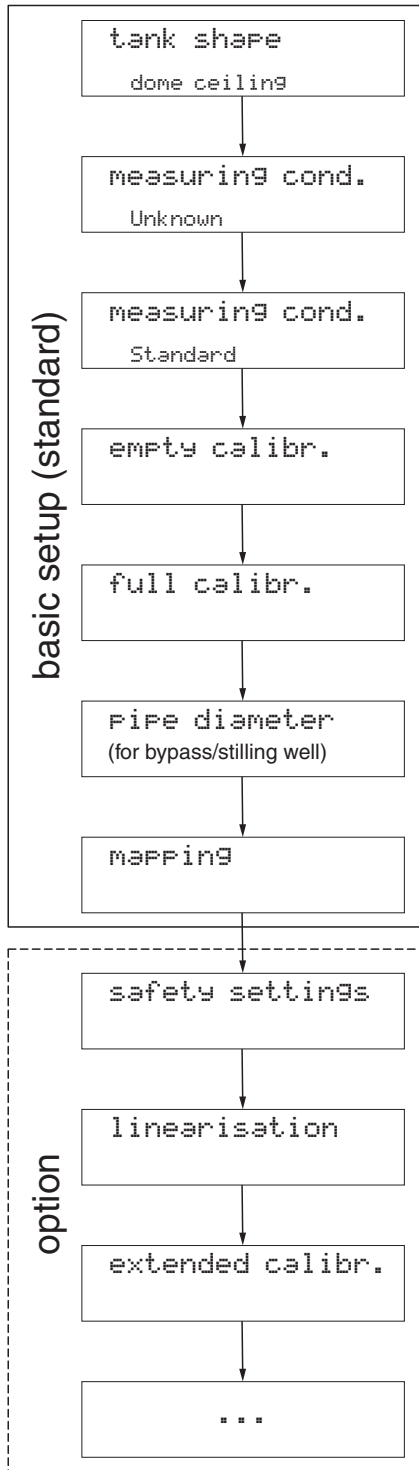 tank shape
dome ceiling
measuring cond.
Unknown
measuring cond.
Standard
empty calibr.
full calibr.
pipe diameter
(for bypass/stilling well)
mapping
basic setup (standard)
safety settings
linearisation
extended calibr.
...
option